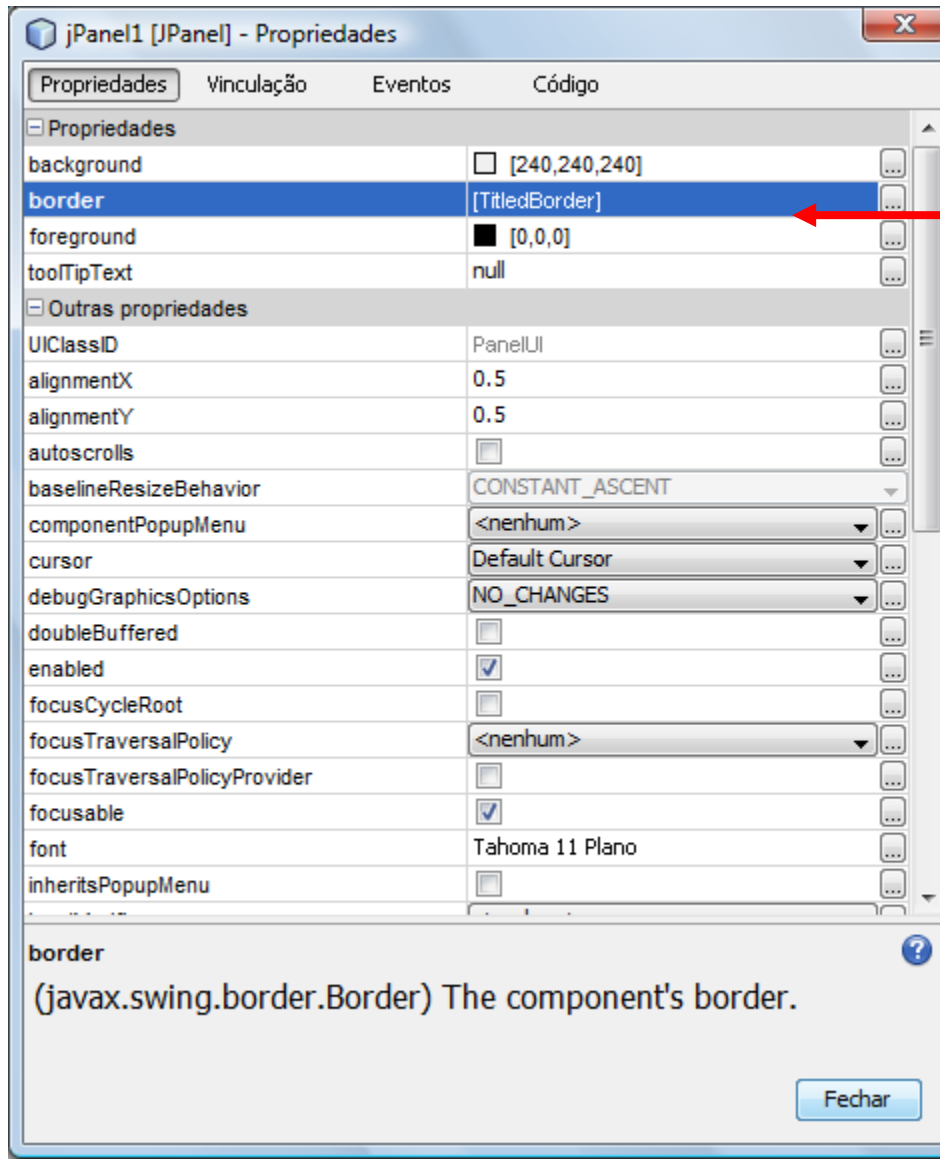 jPanel1 [JPanel] - Propriedades
Propriedades Vinculação Eventos Código
Propriedades
background [240,240,240] ...
border [TitledBorder] ...
foreground [0,0,0] ...
toolTipText null ...
Outras propriedades
UIClassID PanelUI ...
alignmentX 0.5 ...
alignmentY 0.5 ...
autoscrolls ...
baselineResizeBehavior CONSTANT_ASCENT
componentPopupMenu <nenhum> ...
cursor Default Cursor ...
debugGraphicsOptions NO_CHANGES ...
doubleBuffered ...
enabled ...
focusCycleRoot ...
focusTraversalPolicy <nenhum> ...
focusTraversalPolicyProvider ...
focusable ...
font Tahoma 11 Plano ...
inheritsPopupMenu ...
border
(javax.swing.border.Border) The component's border.
Fechar